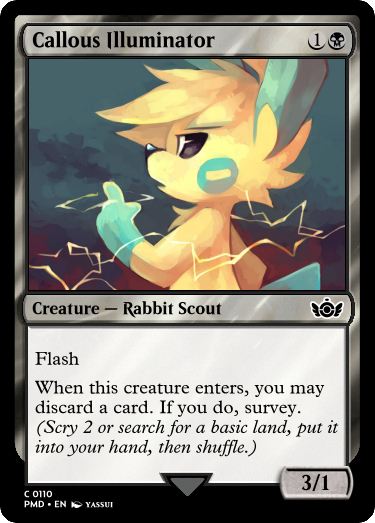 Callous Illuminator 1
Creature — Rabbit Scout
Flash
When this creature enters, you may
discard a card. If you do, survey.
(Scry 2 or search for a basic land, put it
into your hand, then shuffle.)
3/1
C 0110
PMD • EN YASSUI